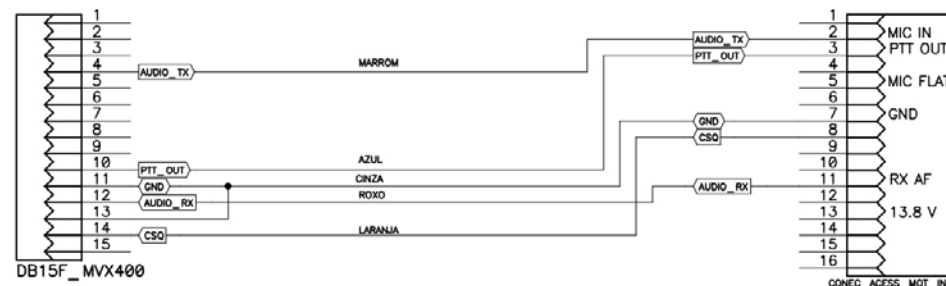 1
2
3
4
5
6
7
8
9
10
11
12
13
14
15
DB15F_MVX400
AUDIO_TX
PTT_OUT
GND
AUDIO_RX
CSQ
MARROM
AZUL
CINZA
ROXO
LARANJA
AUDIO_TX
PTT_OUT
GND
CSQ
AUDIO_RX
1
2
3
4
5
6
7
8
9
10
11
12
13
14
15
16
MIC IN
PTT OUT
MIC FLAT
GND
RX AF
13.8 V
CONEC_ACESS_MOT_IN